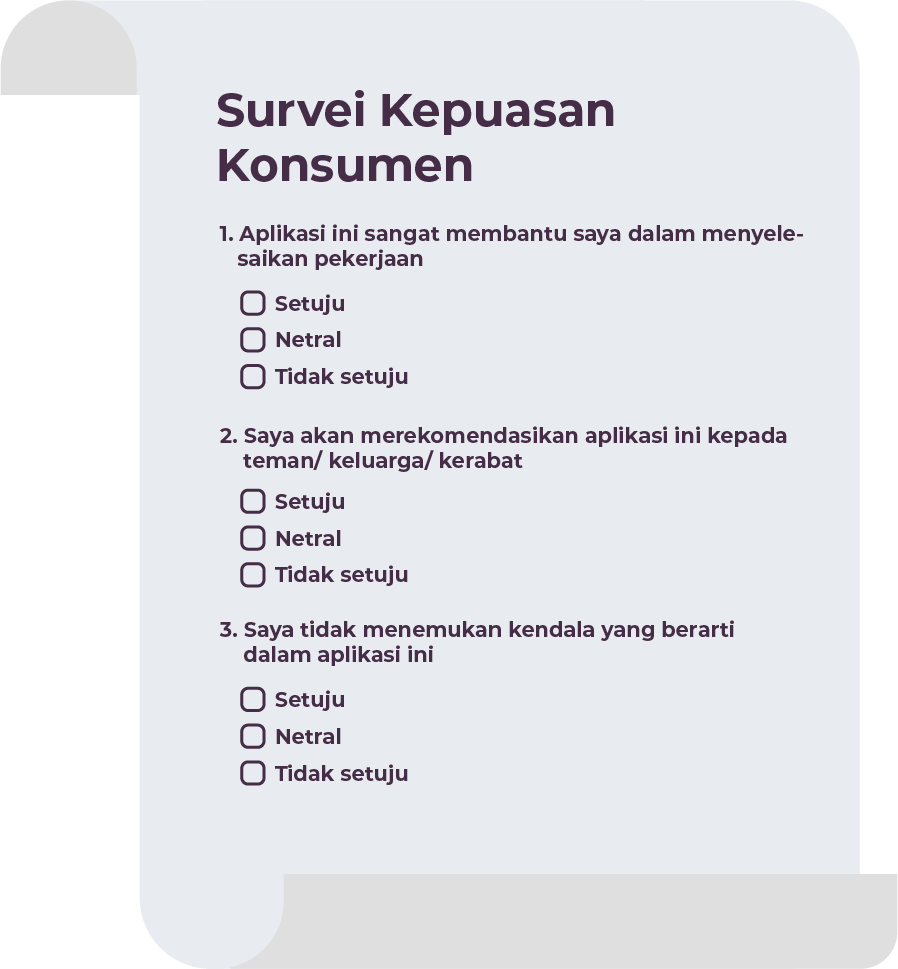 Survei Kepuasan
Konsumen
1. Aplikasi ini sangat membantu saya dalam menyele-
saikan pekerjaan
Setuju
Netral
Tidak setuju
2. Saya akan merekomendasikan aplikasi ini kepada
teman/ keluarga/ kerabat
Setuju
Netral
Tidak setuju
3. Saya tidak menemukan kendala yang berarti
dalam aplikasi ini
Setuju
Netral
Tidak setuju